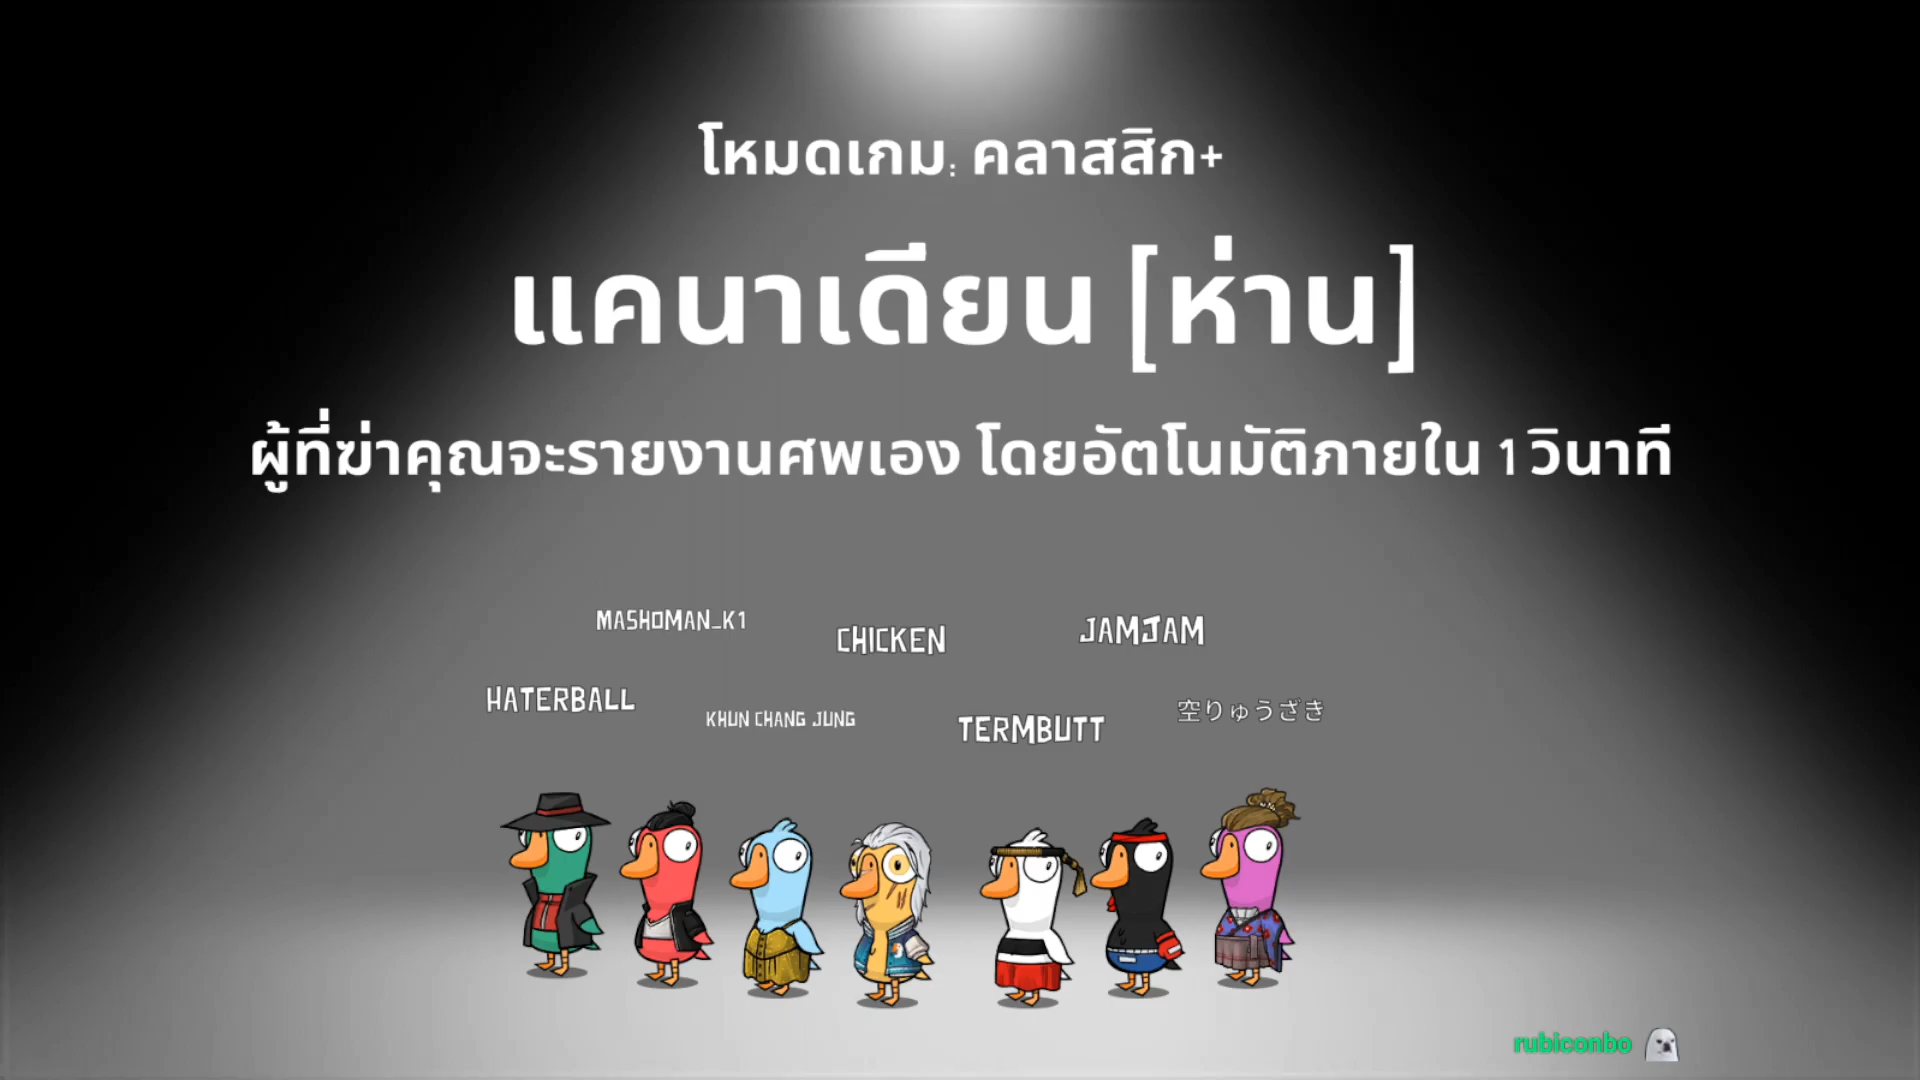 โหมดเกม: คลาสสิก+
แคนาเดียน [ห่าน]
ผู้ที่ฆ่าคุณจะรายงานศพเอง โดยอัตโนมัติภายใน 1 วินาที
MASHOMAN_K1
CHICKEN
JAMJAM
HATERBALL
KHUN CHANG JUNG
TERMBUTT
空りゅうざき
rubiconbo